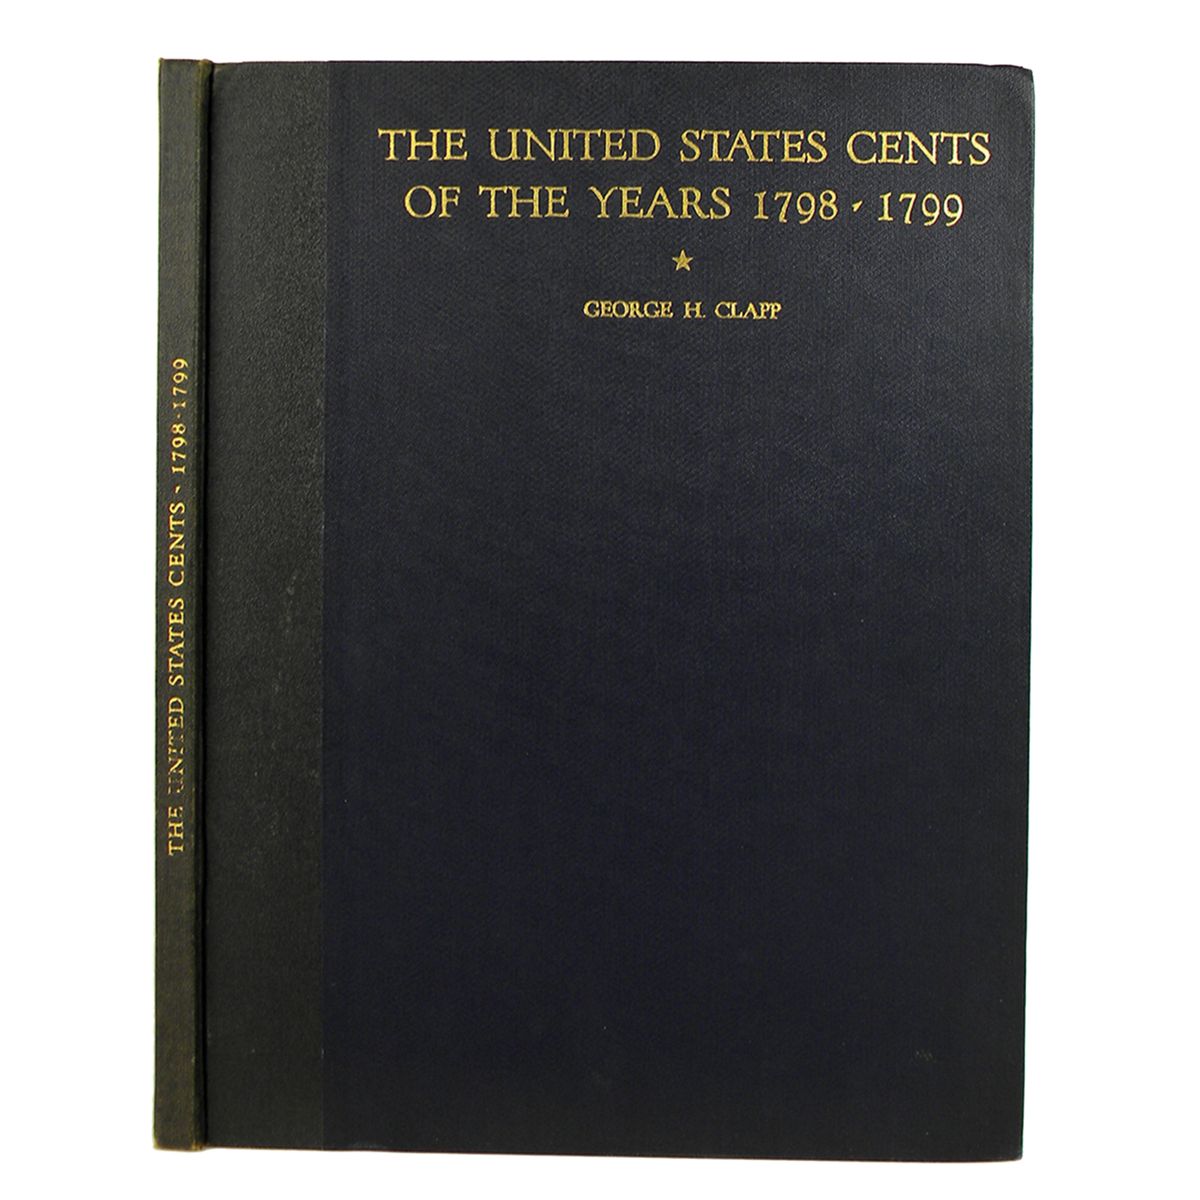 THE UNITED STATES CENTS
OF THE YEARS 1798 - 1799
GEORGE H. CLAPP
THE UNITED STATES CENTS - 1798-1799